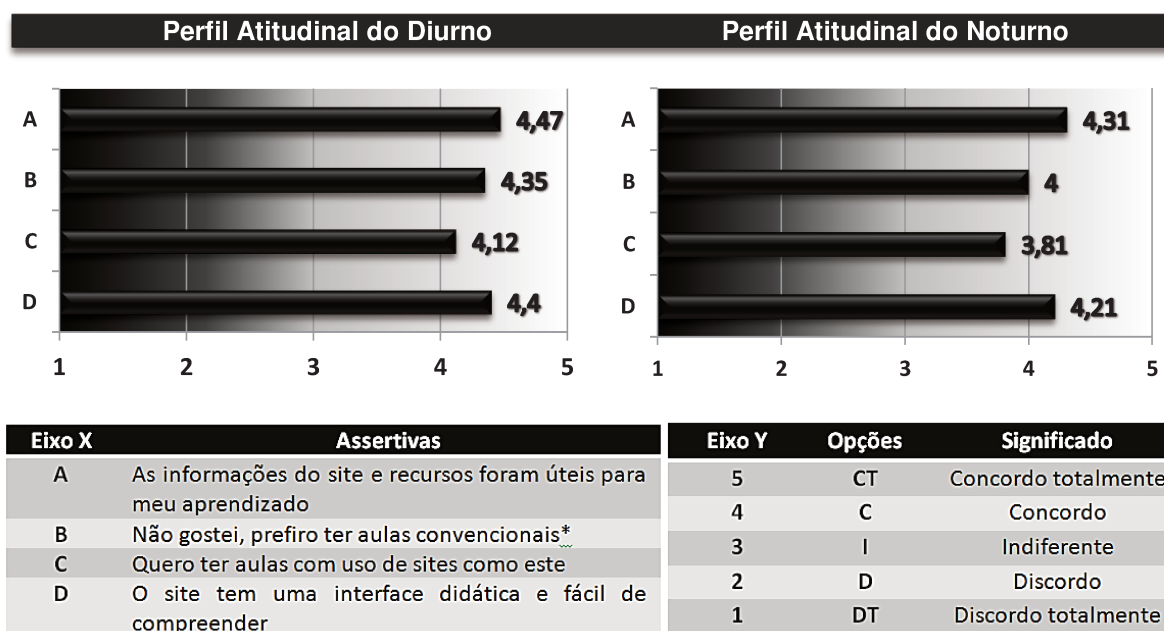 Perfil Atitudinal do Diurno
Perfil Atitudinal do Noturno
A
4,47
B
4,35
C
4,12
D
4,4
1 2 3 4 5
A
4,31
B
4
C
3,81
D
4,21
1 2 3 4 5
Eixo X Assertivas
A As informações do site e recursos foram úteis para
meu aprendizado
B Não gostei, prefiro ter aulas convencionais*
C Quero ter aulas com uso de sites como este
D O site tem uma interface didática e fácil de
compreender
Eixo Y Opções Significado
5 CT Concordo totalmente
4 C Concordo
3 I Indiferente
2 D Discordo
1 DT Discordo totalmente